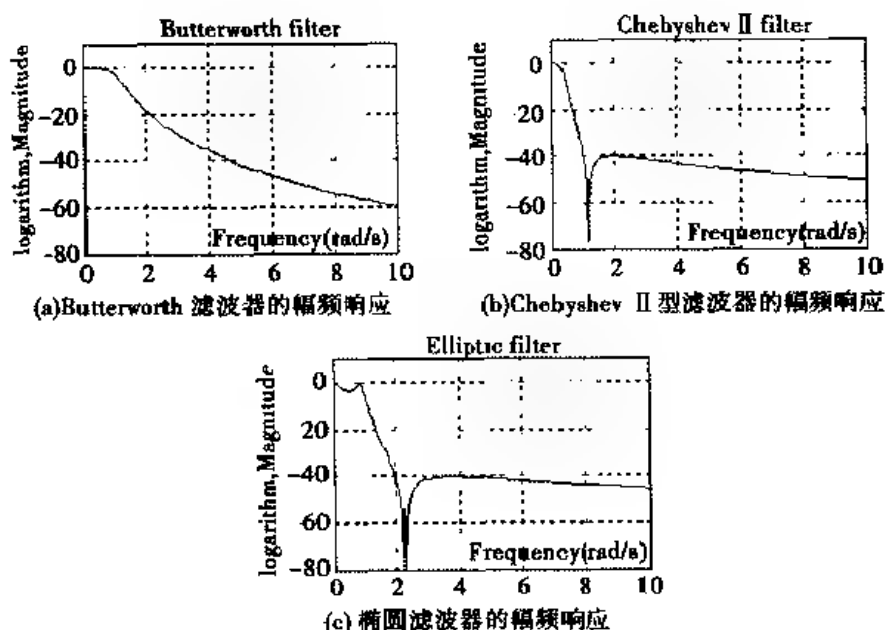 Butterworth filter
0
-20
-40
-60
-80
logarithm,Magnitude
Frequency(rad/s)
0 2 4 6 8 10
(a)Butterworth 滤波器的幅频响应
Chebyshev Ⅱ filter
0
-20
-40
-60
-80
logarithm,Magnitude
Frequency(rad/s)
0 2 4 6 8 10
(b)Chebyshev Ⅱ型滤波器的幅频响应
Elliptic filter
0
20
-40
-60
-80
logarithm,Magnitude
Frequency(rad/s)
0 2 4 6 8 10
(c) 椭圆滤波器的幅频响应